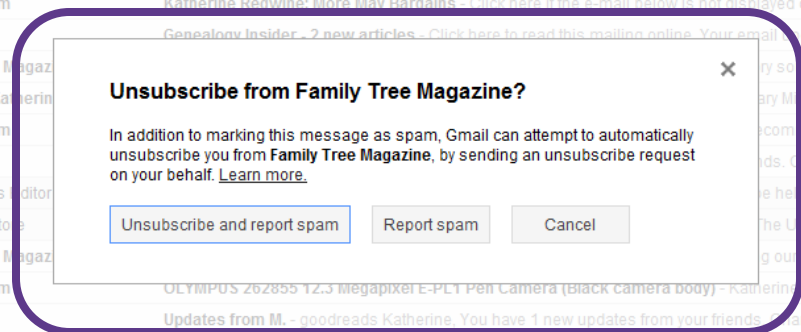 m Katherine Redwine: More May Bargains - Click here if the e-mail below is not displayed
Genealogy Insider - 2 new articles - Click here to read this mailing online. Your email
Magaz
×
Unsubscribe from Family Tree Magazine?
In addition to marking this message as spam, Gmail can attempt to automatically
unsubscribe you from Family Tree Magazine, by sending an unsubscribe request
on your behalf. Learn more.
Unsubscribe and report spam Report spam Cancel
Magaz
OLYMPUS 262855 12.3 Megapixel E-PL1 Pen Camera (Black camera body) - Katherine
Updates from M. - goodreads Katherine, You have 1 new updates from your friends.